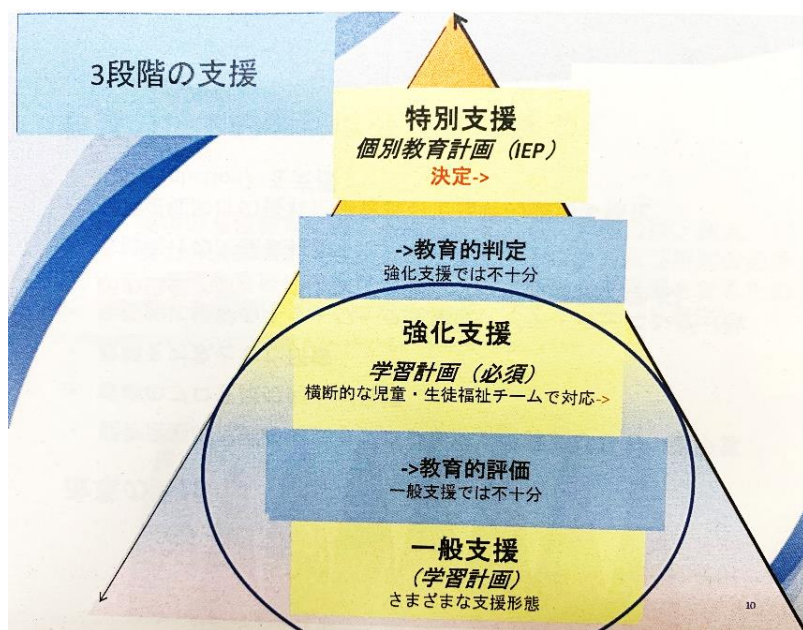 3段階の支援
特別支援
個別教育計画（IEP）
決定->
->教育的判定
強化支援では不十分
強化支援
学習計画（必須）
横断的な児童・生徒福祉チームで対応->
->教育的評価
一般支援では不十分
一般支援
（学習計画）
さまざまな支援形態
10